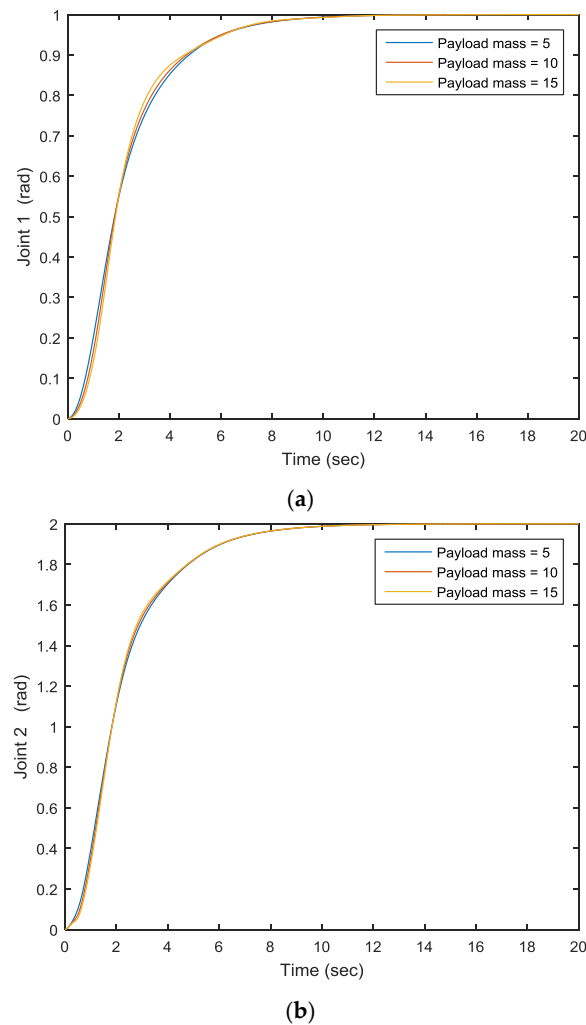 1
0.9
0.8
0.7
0.6
0.5
0.4
0.3
0.2
0.1
0
Joint 1 (rad)
Payload mass = 5
Payload mass = 10
Payload mass = 15
0 2 4 6 8 10 12 14 16 18 20
Time (sec)
(a)
2
1.8
1.6
1.4
1.2
1
0.8
0.6
0.4
0.2
0
Joint 2 (rad)
Payload mass = 5
Payload mass = 10
Payload mass = 15
0 2 4 6 8 10 12 14 16 18 20
Time (sec)
(b)